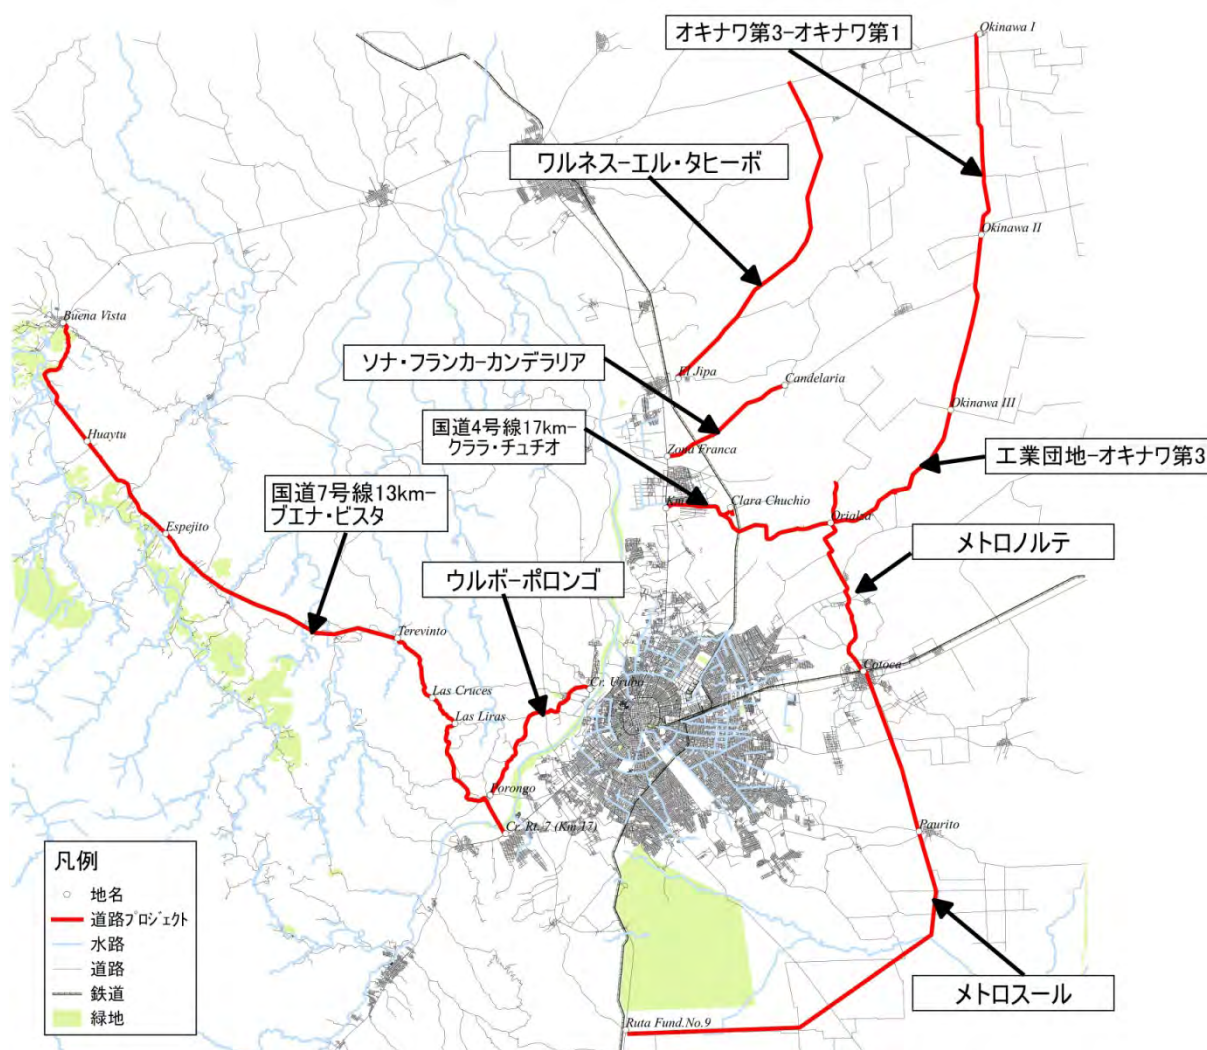 オキナワ第3-オキナワ第1
Okinawa I
ワルネス-エル・タヒーボ
Okinawa II
Buena Vista
ソナ・フランカ-カンデラリア
El Jipa
Candelaria
Okinawa III
国道4号線17km-
クララ・チュチオ
Huaytu
Zona Franca
工業団地-オキナワ第3
国道7号線13km-
ブエナ・ビスタ
Km
Clara Chuchio
Espejito
メトロノルテ
ウルボ-ポロンゴ
Terevinto
Cotoca
Cr. Urubo
Las Cruces
Las Liras
Porongo
Cr. Rt. 7 (Km 17)
Paurito
メトロスール
Ruta Fund.No.9
凡例
地名
道路プロジェクト
水路
道路
鉄道
緑地